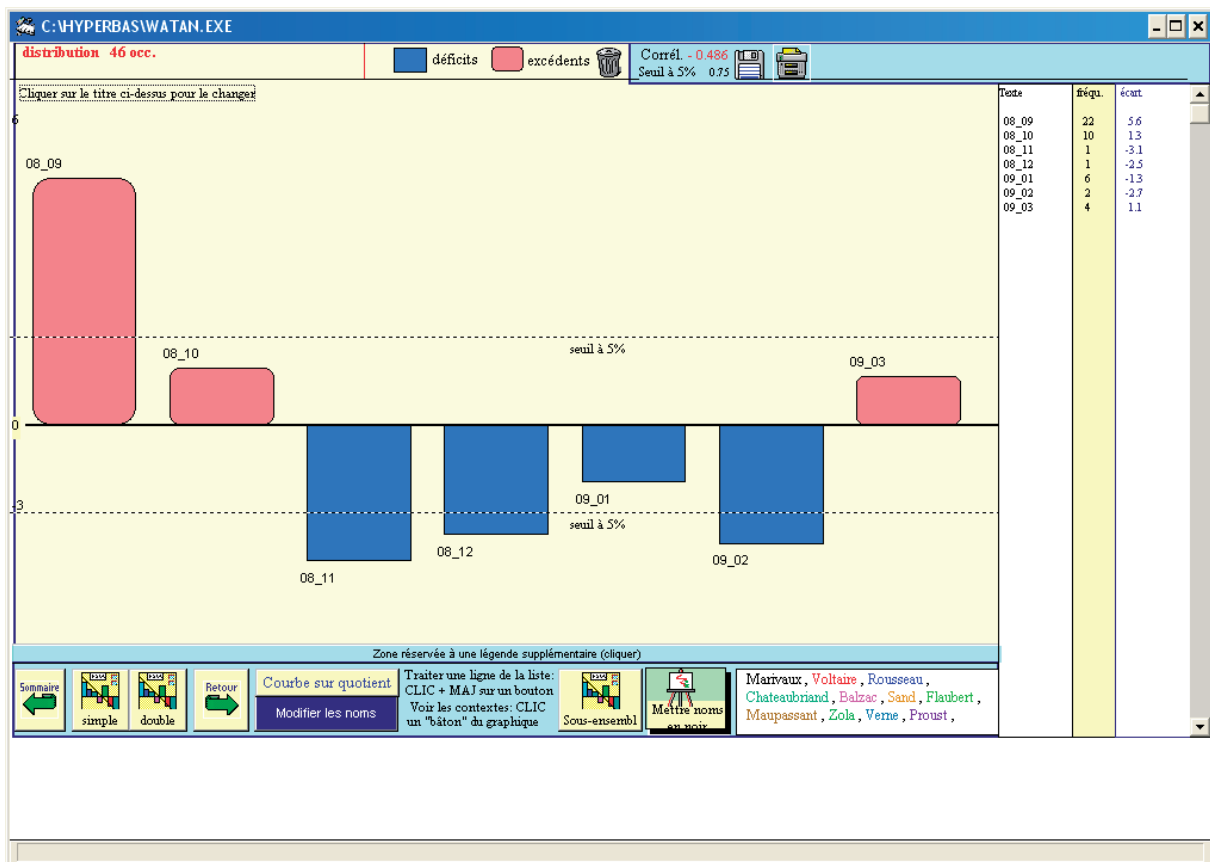 C:\HYPERBAS\WATAN.EXE
distribution 46 occ.
déficits
excédents
Corrél. - 0.486
Seuil à 5% 0.75
Cliquer sur le titre ci-dessus pour le changer
Texte fréqu. écart
08_09 22 5.6
08_10 10 1.3
08_11 1 -3.1
08_12 1 -2.5
09_01 6 -1.3
09_02 2 -2.7
09_03 4 1.1
6
08_09
08_10
seuil à 5%
09_03
0
-3
09_01
seuil à 5%
08_11
08_12
09_02
Zone réservée à une légende supplémentaire (cliquer)
Sommaire
simple
double
Retour
Courbe sur quotient
Modifier les noms
Traiter une ligne de la liste:
CLIC + MAJ sur un bouton
Voir les contextes: CLIC
un "bâton" du graphique
Sous-ensembl
Mettre noms
en noir
Marivaux , Voltaire , Rousseau ,
Chateaubriand , Balzac , Sand , Flaubert ,
Maupassant , Zola , Verne , Proust ,